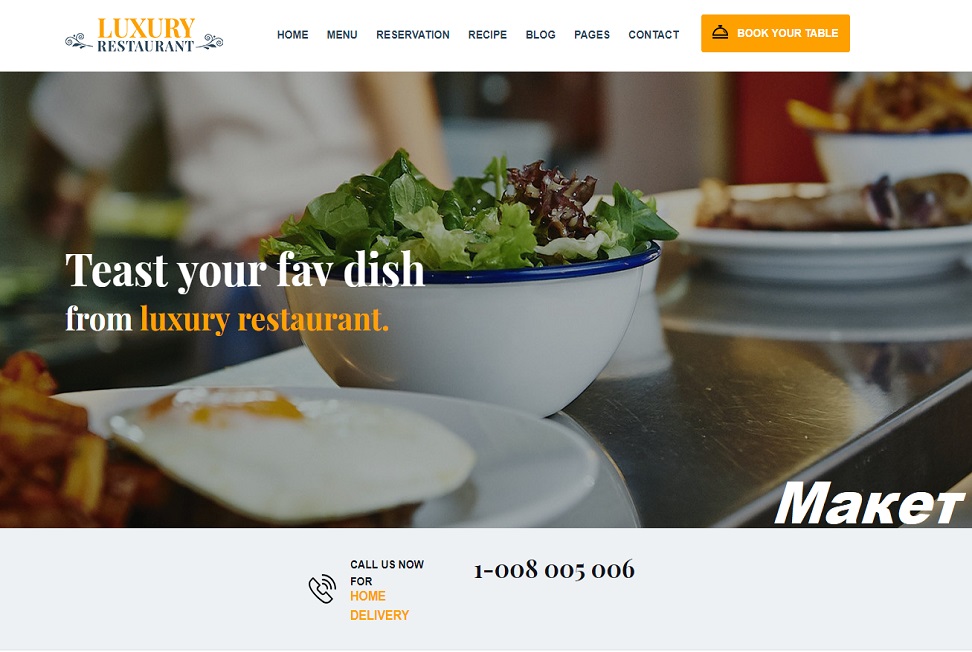 LUXURY
RESTAURANT
HOME MENU RESERVATION RECIPE BLOG PAGES CONTACT BOOK YOUR TABLE
Teast your fav dish
from luxury restaurant.
Макет
CALL US NOW
FOR
HOME
DELIVERY
1-008 005 006